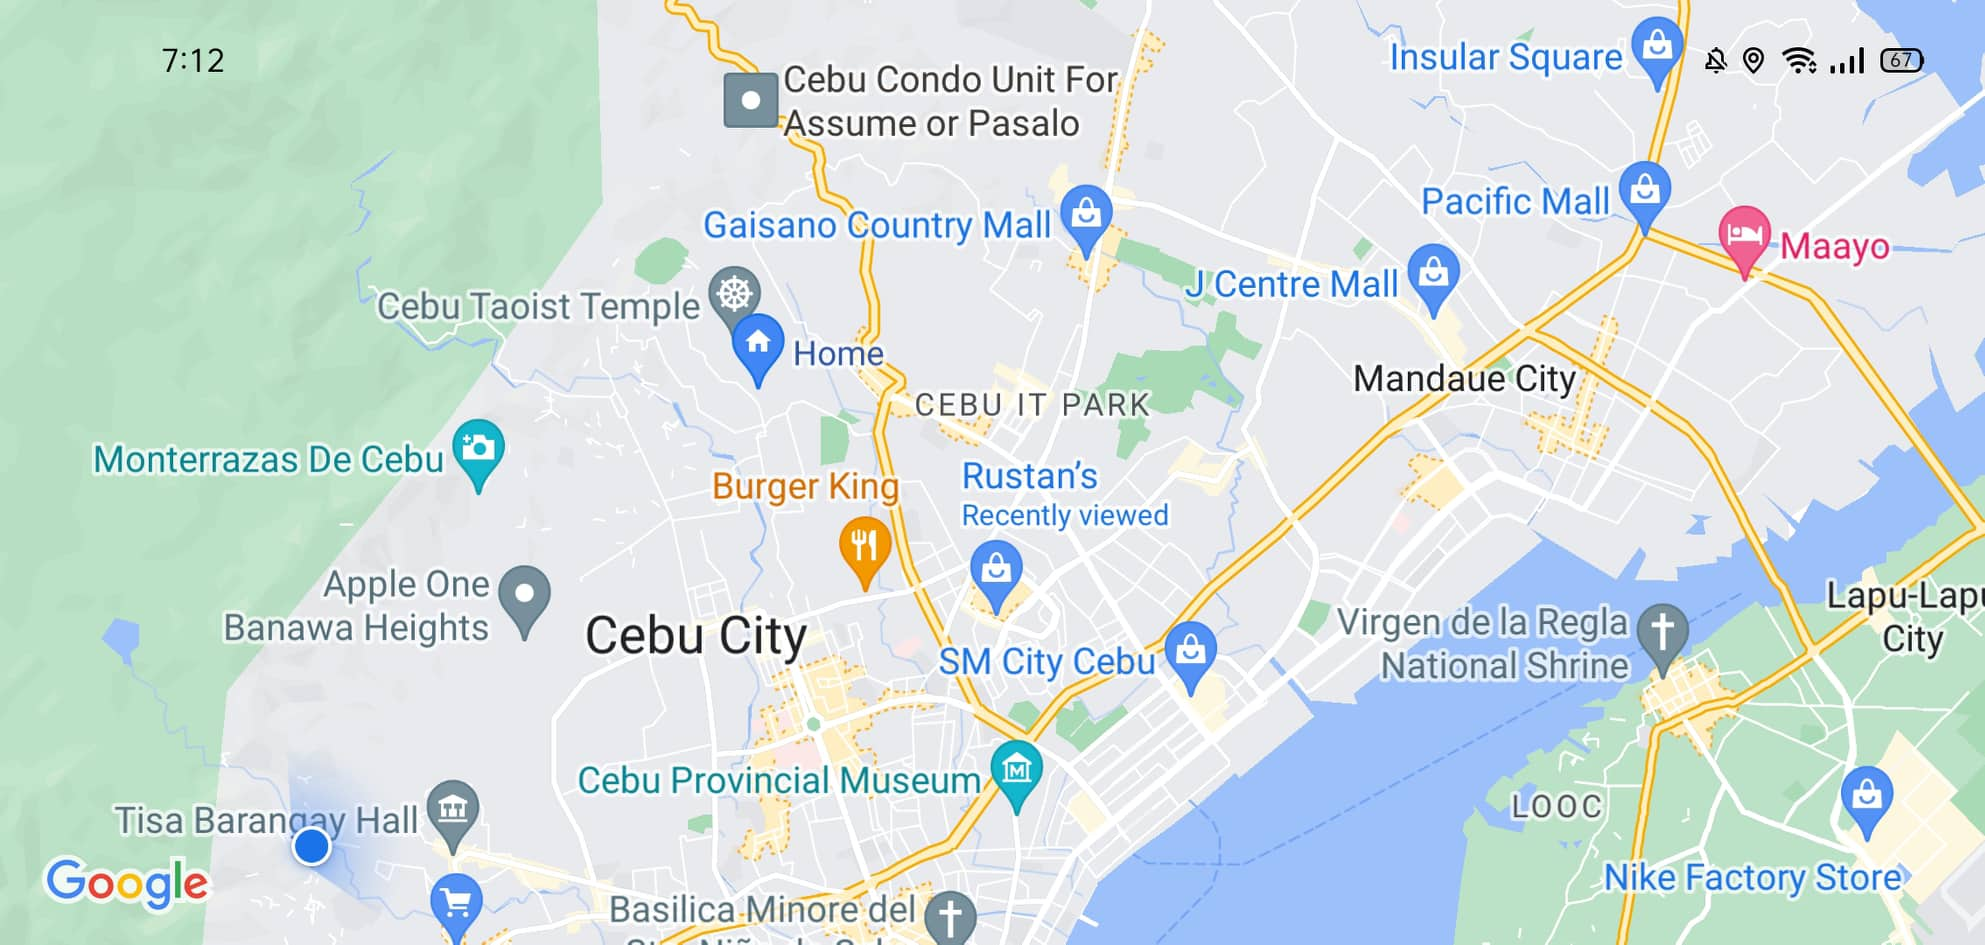 7:12
67
Cebu Condo Unit For
Assume or Pasalo
Insular Square
Gaisano Country Mall
Pacific Mall
Maayo
J Centre Mall
Cebu Taoist Temple
Home
Mandaue City
CEBU IT PARK
Monterrazas De Cebu
Burger King
Rustan's
Recently viewed
Apple One
Banawa Heights
Cebu City
SM City Cebu
Virgen de la Regla
National Shrine
Lapu-Lapu
City
Cebu Provincial Museum
M
Tisa Barangay Hall
LOOC
Google
Nike Factory Store
Basilica Minore del